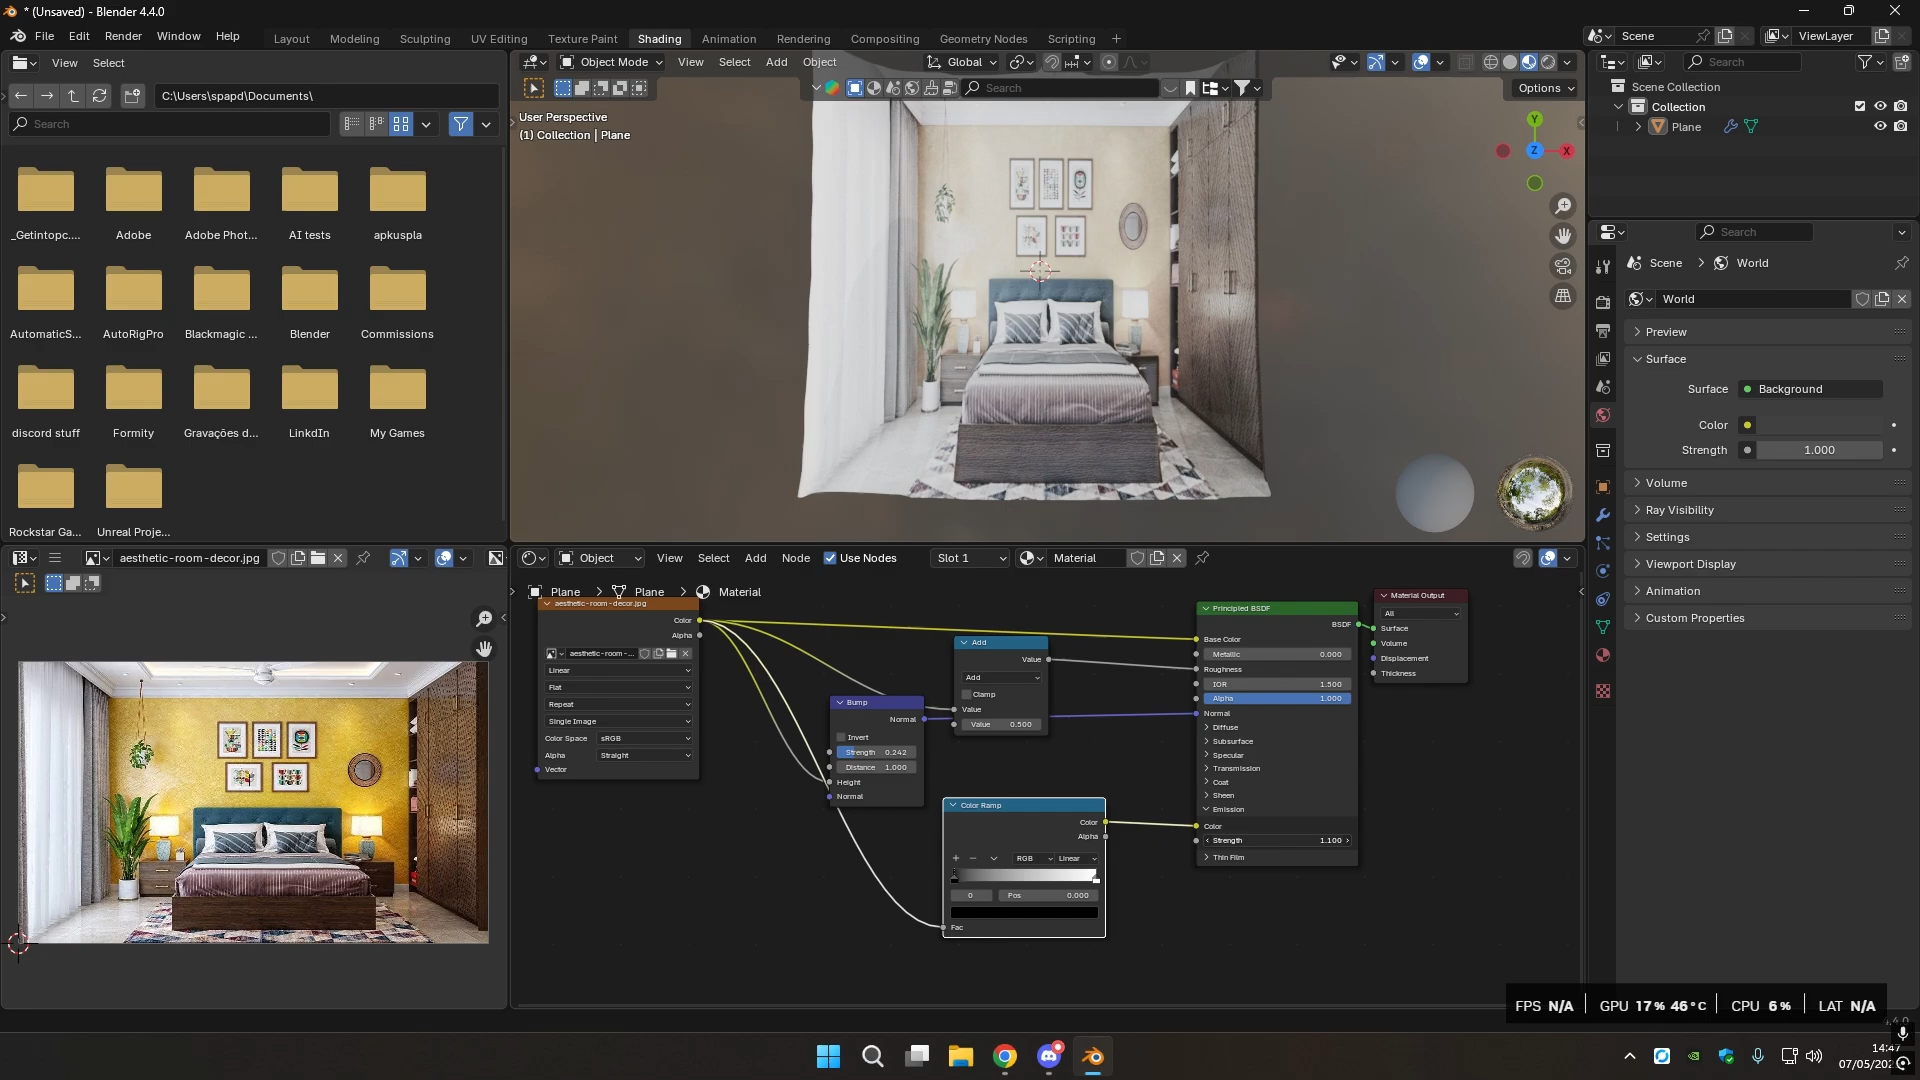 * (Unsaved) - Blender 4.4.0
File Edit Render Window Help
Layout Modeling Sculpting UV Editing Texture Paint Shading Animation Rendering Compositing Geometry Nodes Scripting +
Scene
ViewLayer
View Select
Object Mode View Select Add Object
Global
Search
C:\Users\spapd\Documents\
Search
Search
Options
User Perspective
(1) Collection | Plane
Y
Z
X
Scene Collection
Collection
Plane
_Getintopc....
Adobe
Adobe Phot...
AI tests
apkuspla
AutomaticS...
AutoRigPro
Blackmagic ...
Blender
Commissions
discord stuff
Formity
Gravações d...
LinkdIn
My Games
Rockstar Ga...
Unreal Proje...
Search
Scene > World
World
Preview
Surface
Surface Background
Color
Strength 1.000
Volume
Ray Visibility
Settings
Viewport Display
Animation
Custom Properties
aesthetic-room-decor.jpg
Object View Select Add Node Use Nodes Slot 1 Material
Plane > Plane > Material
aesthetic-room-decor.jpg
Color
Alpha
aesthetic-room-...
Linear
Flat
Repeat
Single Image
Color Space sRGB
Alpha Straight
Vector
Bump
Normal
Invert
Strength 0.242
Distance 1.000
Height
Normal
Add
Value
Add
Clamp
Value
Value 0.500
Color Ramp
Color
Alpha
RGB Linear
0 Pos 0.000
Fac
Principled BSDF
BSDF
Base Color
Metallic 0.000
Roughness
IOR 1.500
Alpha 1.000
Normal
Diffuse
Subsurface
Specular
Transmission
Coat
Sheen
Emission
Color
Strength 1.100
Thin Film
Material Output
All
Surface
Volume
Displacement
Thickness
FPS N/A GPU 17% 46°C CPU 6% LAT N/A
14:47